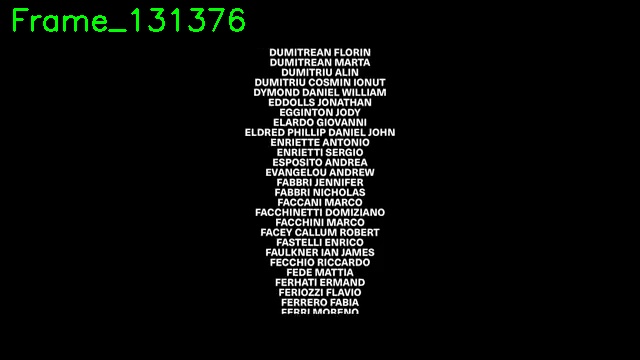 Frame_131376
DUMITREAN FLORIN
DUMITREAN MARTA
DUMITRIU ALIN
DUMITRIU COSMIN IONUT
DYMOND DANIEL WILLIAM
EDDOLLS JONATHAN
EGGINTON JODY
ELARDO GIOVANNI
ELDRED PHILLIP DANIEL JOHN
ENRIETTE ANTONIO
ENRIETTI SERGIO
ESPOSITO ANDREA
EVANGELOU ANDREW
FABBRI JENNIFER
FABBRI NICHOLAS
FACCANI MARCO
FACCHINETTI DOMIZIANO
FACCHINI MARCO
FACEY CALLUM ROBERT
FASTELLI ENRICO
FAULKNER IAN JAMES
FECCHIO RICCARDO
FEDE MATTIA
FERHATI ERMAND
FERIOZZI FLAVIO
FERRERO FABIA
FERRI MORENO